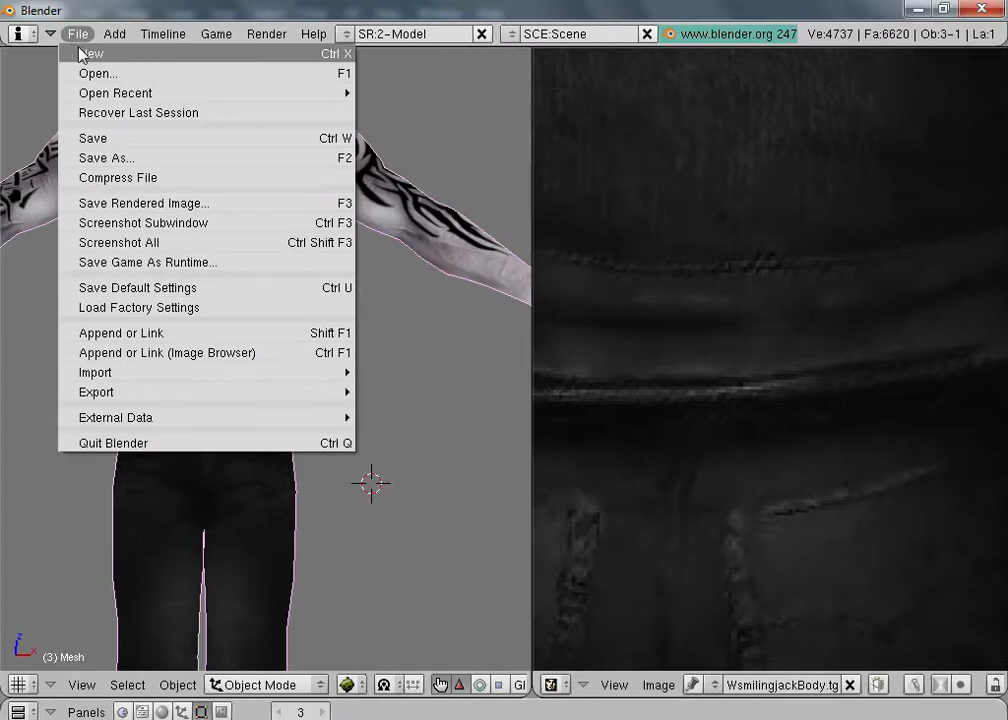 Blender
File Add Timeline Game Render Help SR:2-Model SCE:Scene www.blender.org 247 Ve:4737 | Fa:6620 | Ob:3-1 | La:1
New Ctrl X
Open... F1
Open Recent
Recover Last Session
Save Ctrl W
Save As... F2
Compress File
Save Rendered Image... F3
Screenshot Subwindow Ctrl F3
Screenshot All Ctrl Shift F3
Save Game As Runtime...
Save Default Settings Ctrl U
Load Factory Settings
Append or Link Shift F1
Append or Link (Image Browser) Ctrl F1
Import
Export
External Data
Quit Blender Ctrl Q
z
x
(3) Mesh
View Select Object Object Mode Gl View Image WsmilingjackBody.tg
Panels 3